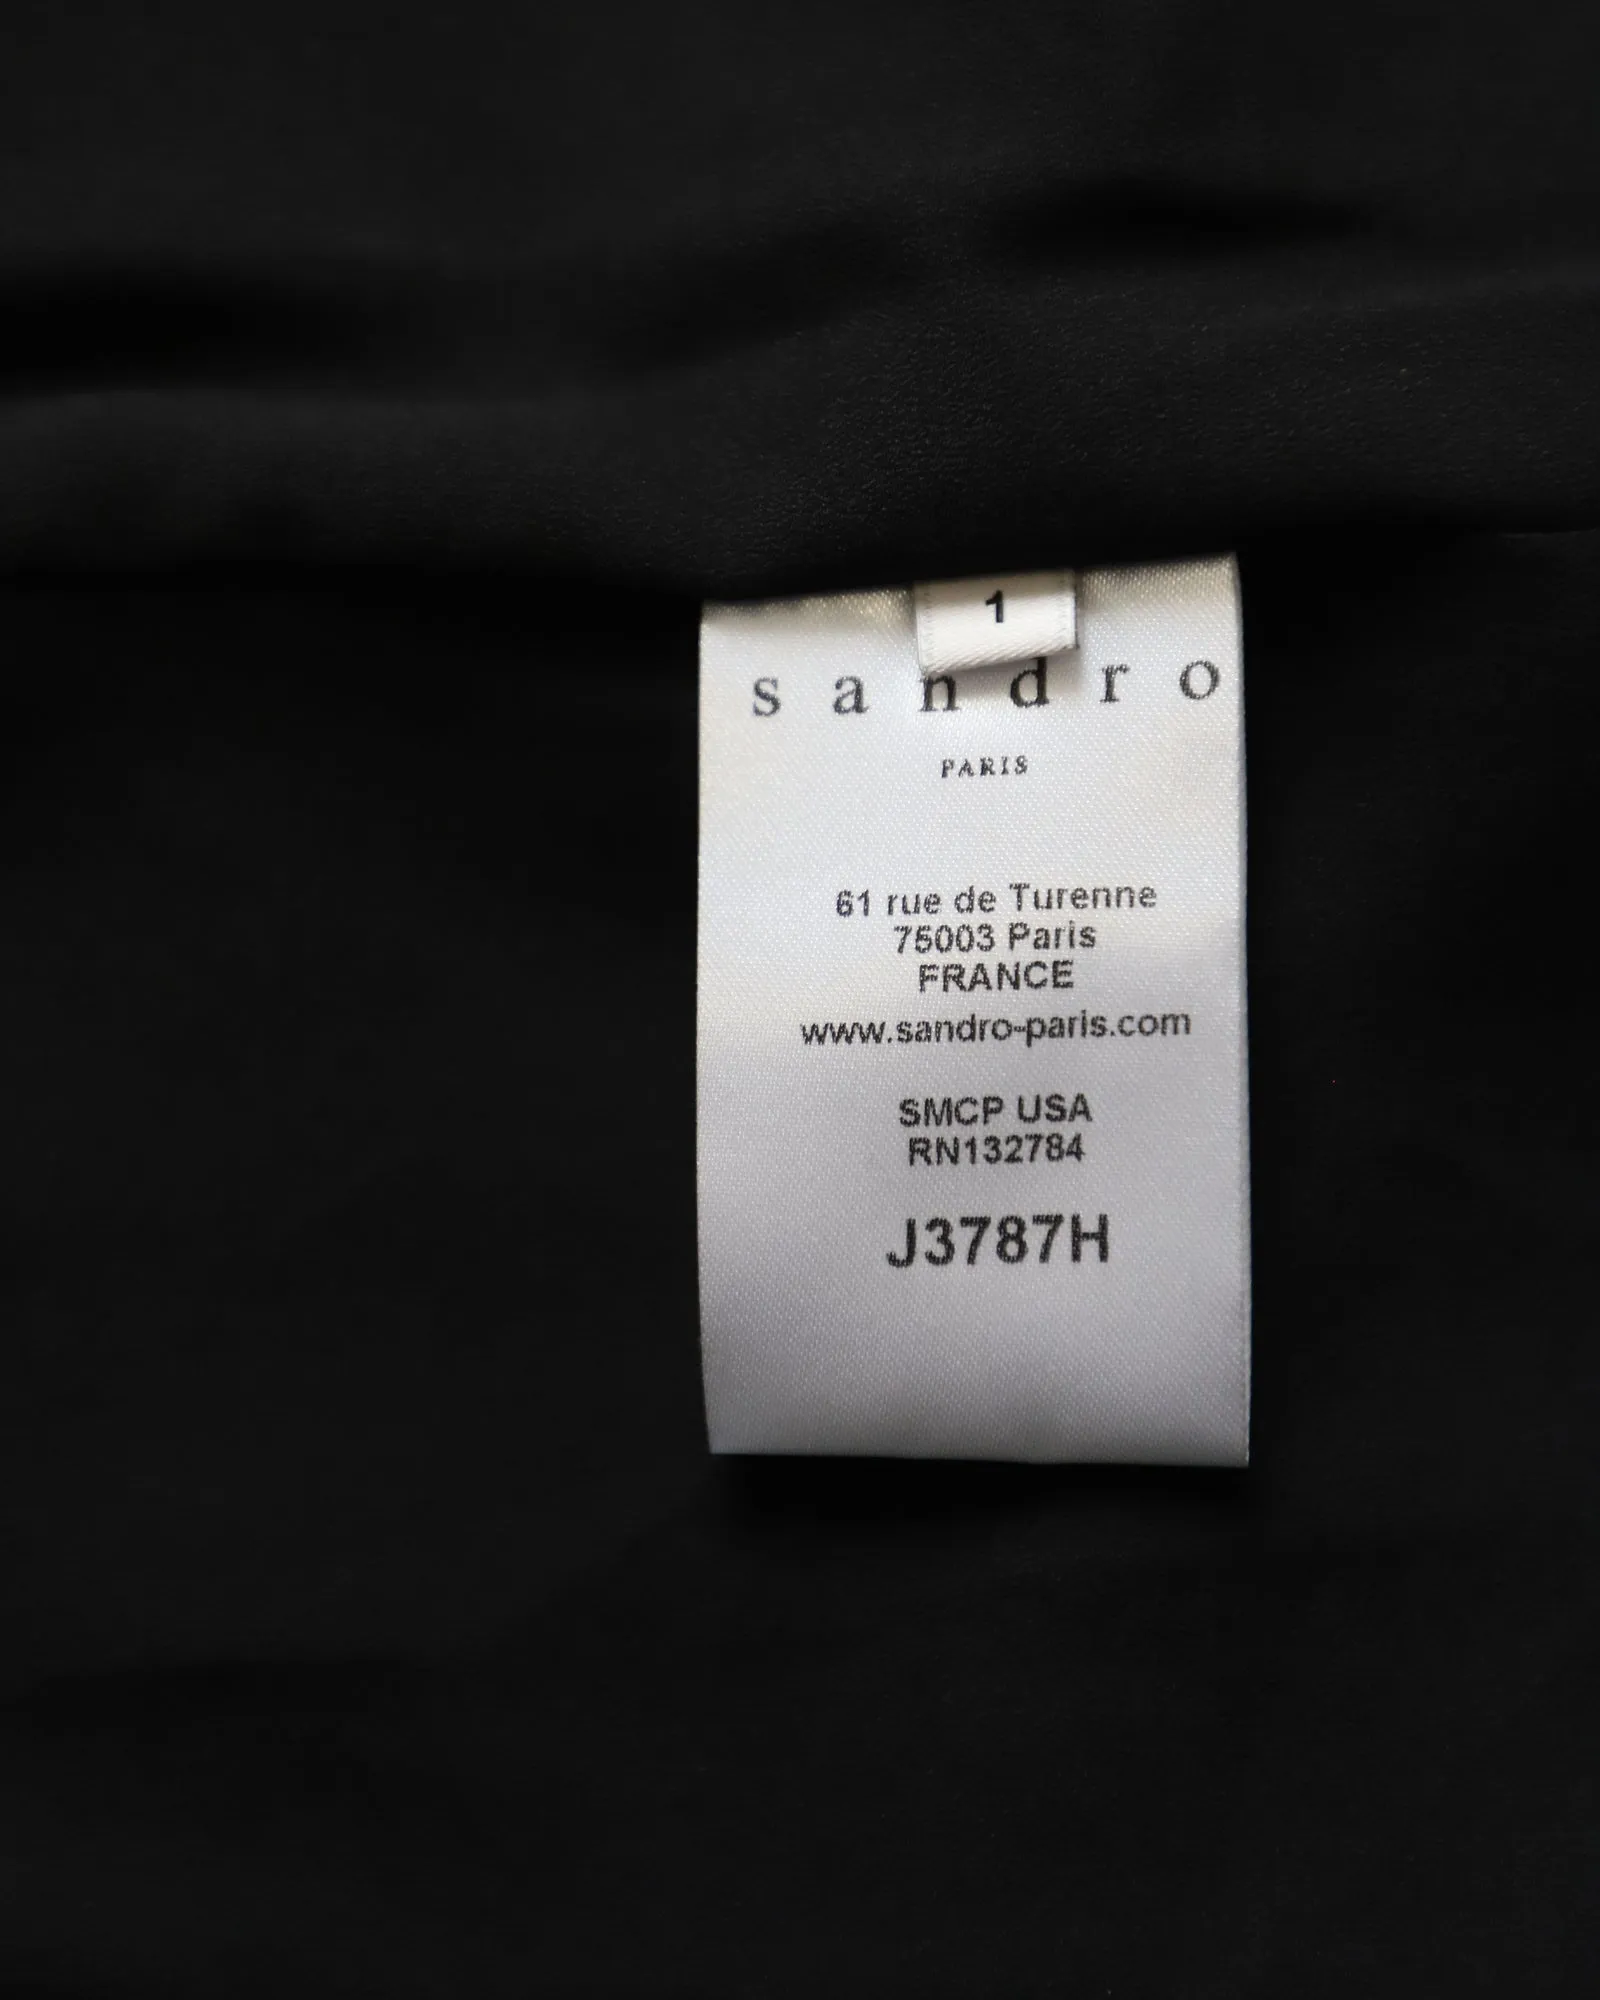 1
sandro
PARIS
61 rue de Turenne
75003 Paris
FRANCE
www.sandro-paris.com
SMCP USA
RN132784
J3787H